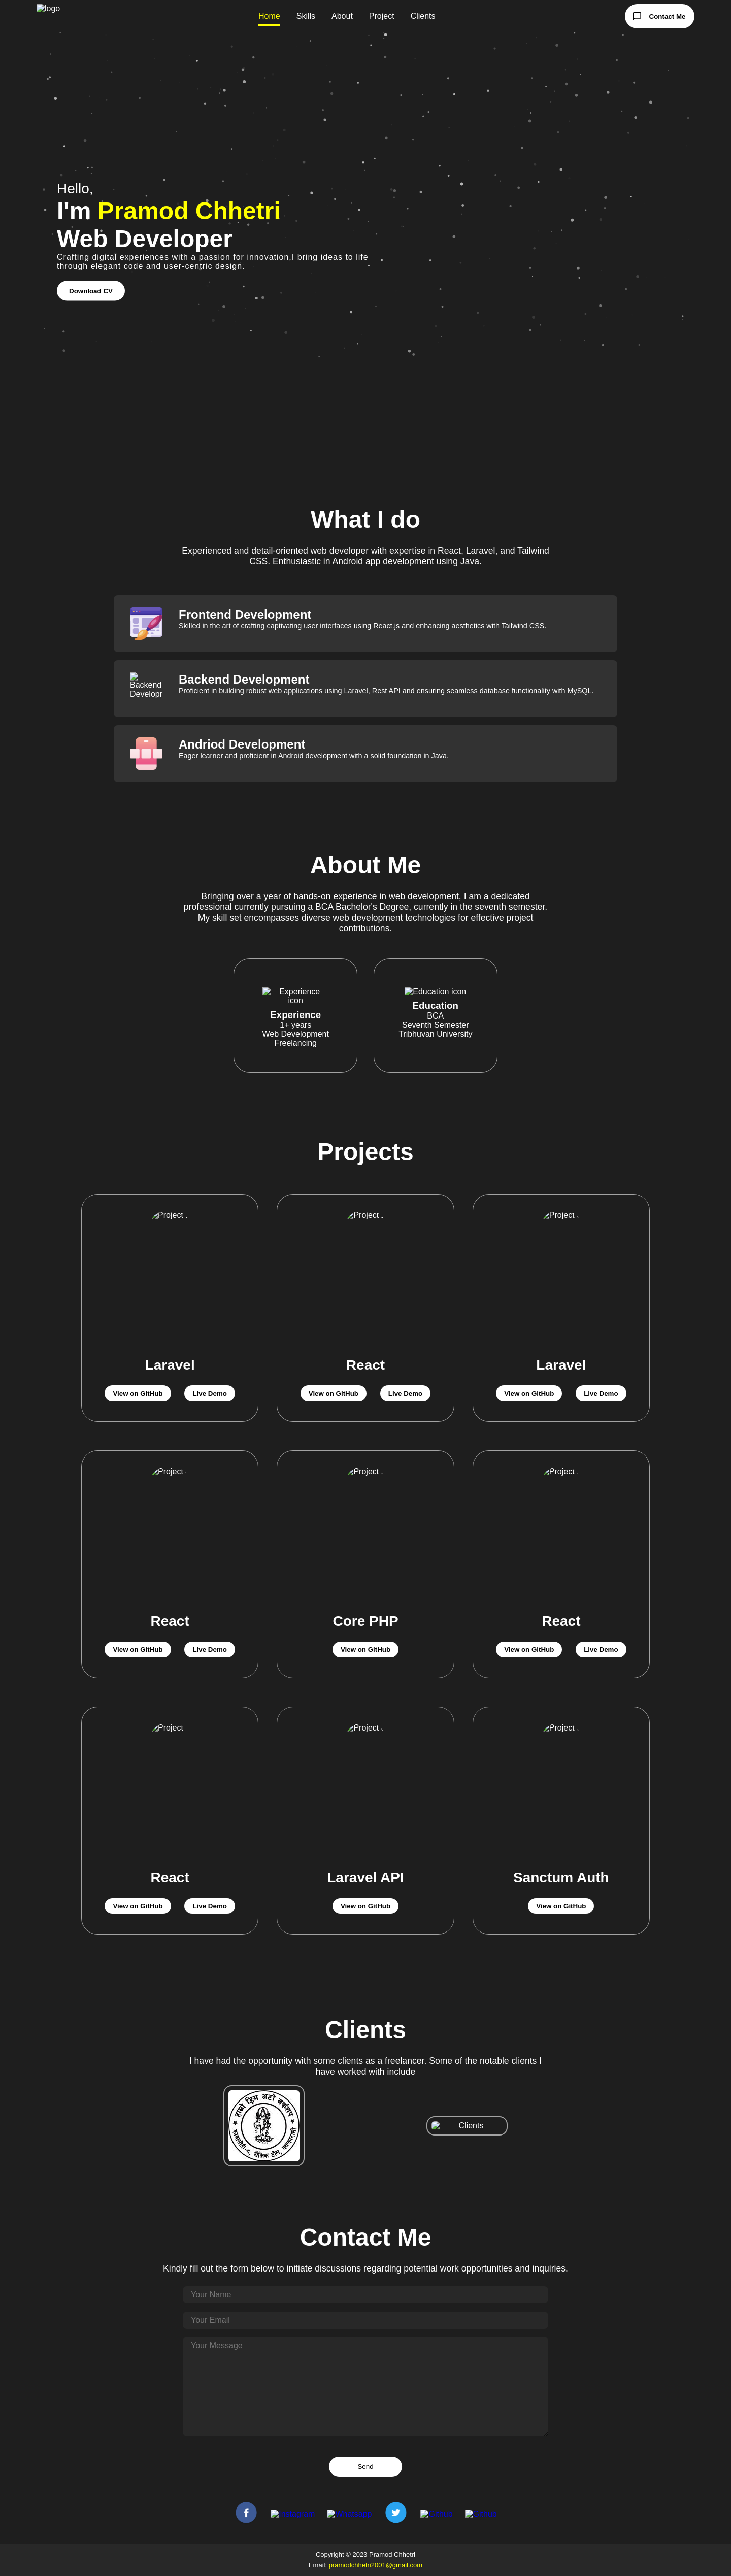 logo
Home
Skills
About
Project
Clients
Contact Me
Hello,
I'm Pramod Chhetri
Web Developer
Crafting digital experiences with a passion for innovation,I bring ideas to life
through elegant code and user-centric design.
Download CV
What I do
Experienced and detail-oriented web developer with expertise in React, Laravel, and Tailwind
CSS. Enthusiastic in Android app development using Java.
Frontend Development
Skilled in the art of crafting captivating user interfaces using React.js and enhancing aesthetics with Tailwind CSS.
Backend
Developr
Backend Development
Proficient in building robust web applications using Laravel, Rest API and ensuring seamless database functionality with MySQL.
Andriod Development
Eager learner and proficient in Android development with a solid foundation in Java.
About Me
Bringing over a year of hands-on experience in web development, I am a dedicated
professional currently pursuing a BCA Bachelor's Degree, currently in the seventh semester.
My skill set encompasses diverse web development technologies for effective project
contributions.
Experience
icon
Experience
1+ years
Web Development
Freelancing
Education icon
Education
BCA
Seventh Semester
Tribhuvan University
Projects
Project
Laravel
View on GitHub
Live Demo
Project
React
View on GitHub
Live Demo
Project
Laravel
View on GitHub
Live Demo
Project
React
View on GitHub
Live Demo
Project
Core PHP
View on GitHub
Project
React
View on GitHub
Live Demo
Project
React
View on GitHub
Live Demo
Project
Laravel API
View on GitHub
Project
Sanctum Auth
View on GitHub
Clients
I have had the opportunity with some clients as a freelancer. Some of the notable clients I
have worked with include
Clients
Contact Me
Kindly fill out the form below to initiate discussions regarding potential work opportunities and inquiries.
Your Name
Your Email
Your Message
Send
Copyright © 2023 Pramod Chhetri
Email: pramodchhetri2001@gmail.com